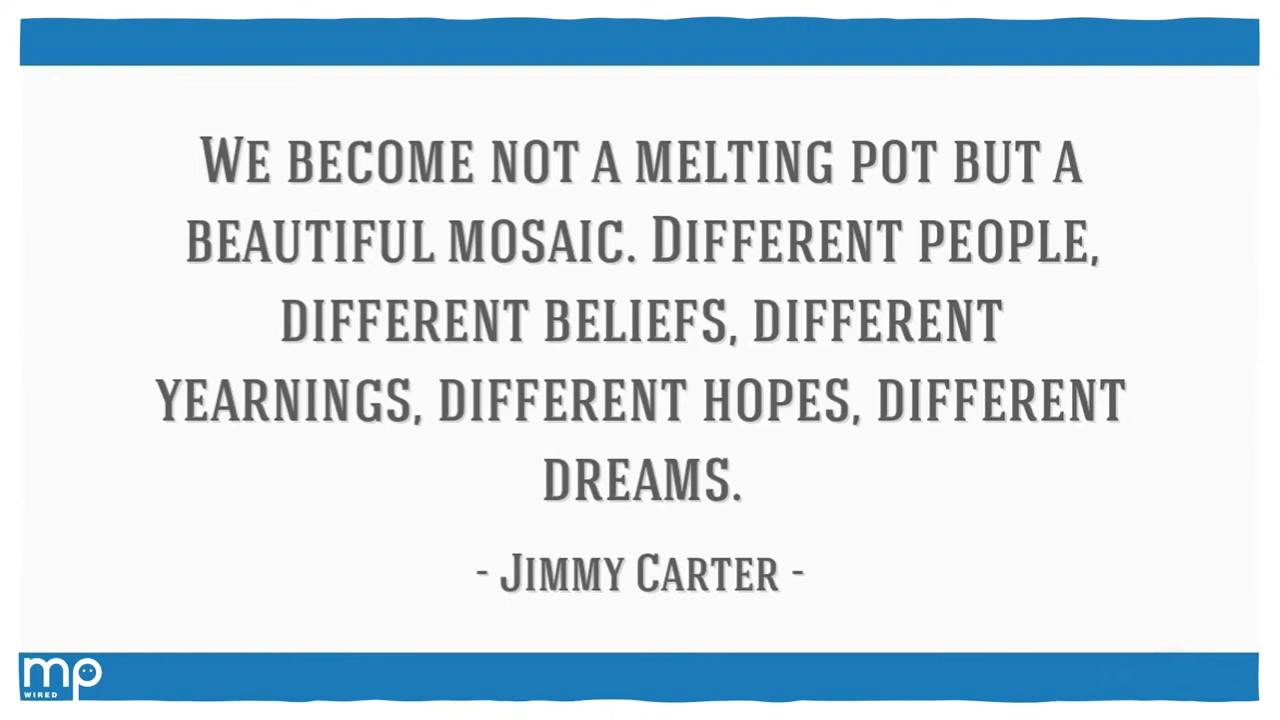 We become not a melting pot but a
beautiful mosaic. Different people,
different beliefs, different
yearnings, different hopes, different
dreams.
- Jimmy Carter -
mp
WIRED